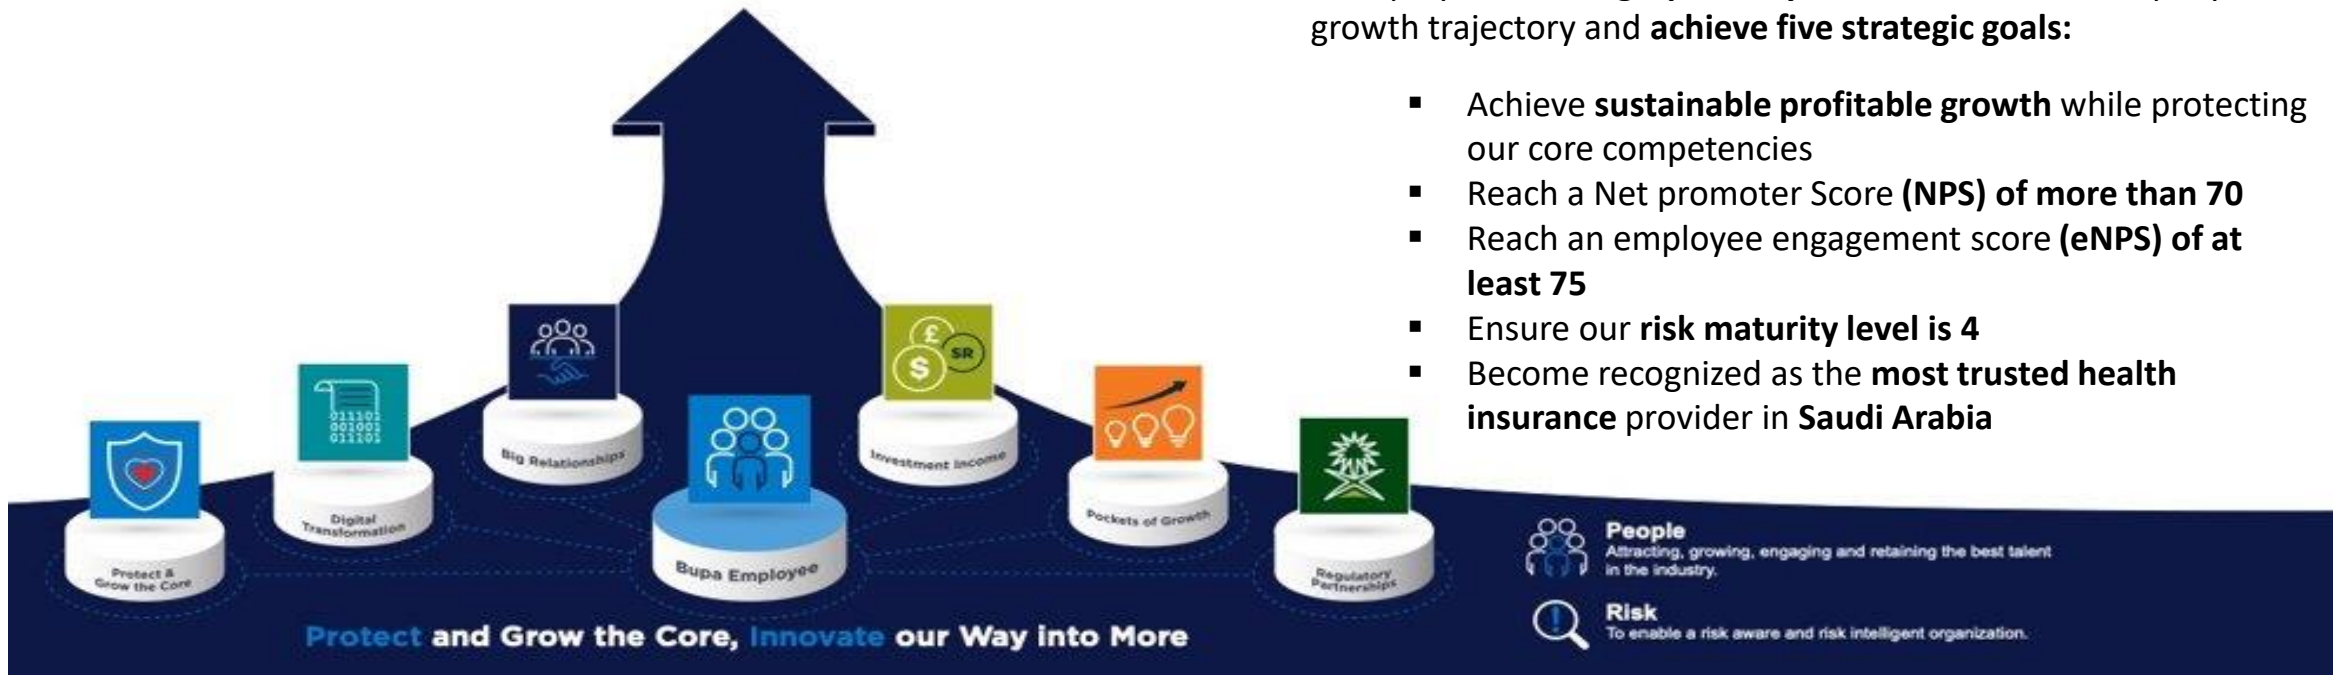 growth trajectory and achieve five strategic goals:
▪ Achieve sustainable profitable growth while protecting
our core competencies
▪ Reach a Net promoter Score (NPS) of more than 70
▪ Reach an employee engagement score (eNPS) of at
least 75
▪ Ensure our risk maturity level is 4
▪ Become recognized as the most trusted health
insurance provider in Saudi Arabia
£
$
SR
011101
001001
011101
Big Relationships
Investment Income
Digital
Transformation
Pockets of Growth
Protect &
Grow the Core
Bupa Employee
Regulatory
Partnerships
People
Attracting, growing, engaging and retaining the best talent
in the industry.
Risk
To enable a risk aware and risk intelligent organization.
Protect and Grow the Core, Innovate our Way into More